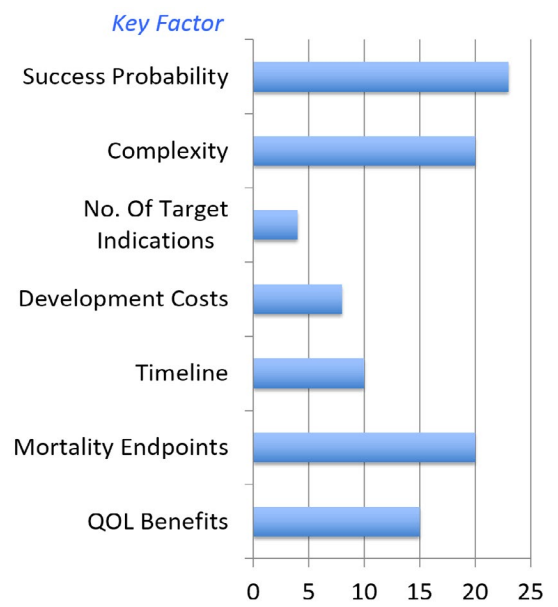 Key Factor
Success Probability
Complexity
No. Of Target
Indications
Development Costs
Timeline
Mortality Endpoints
QOL Benefits
0 5 10 15 20 25